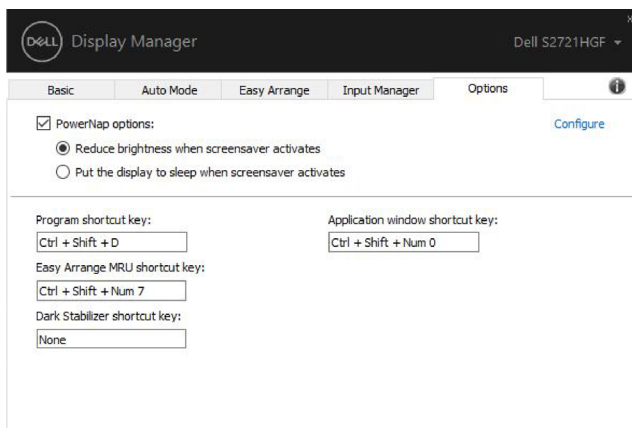 DELL Display Manager
Dell S2721HGF
Basic Auto Mode Easy Arrange Input Manager Options
PowerNap options: Configure
Reduce brightness when screensaver activates
Put the display to sleep when screensaver activates
Program shortcut key: Application window shortcut key:
Ctrl + Shift + D Ctrl + Shift + Num 0
Easy Arrange MRU shortcut key:
Ctrl + Shift + Num 7
Dark Stabilizer shortcut key:
None